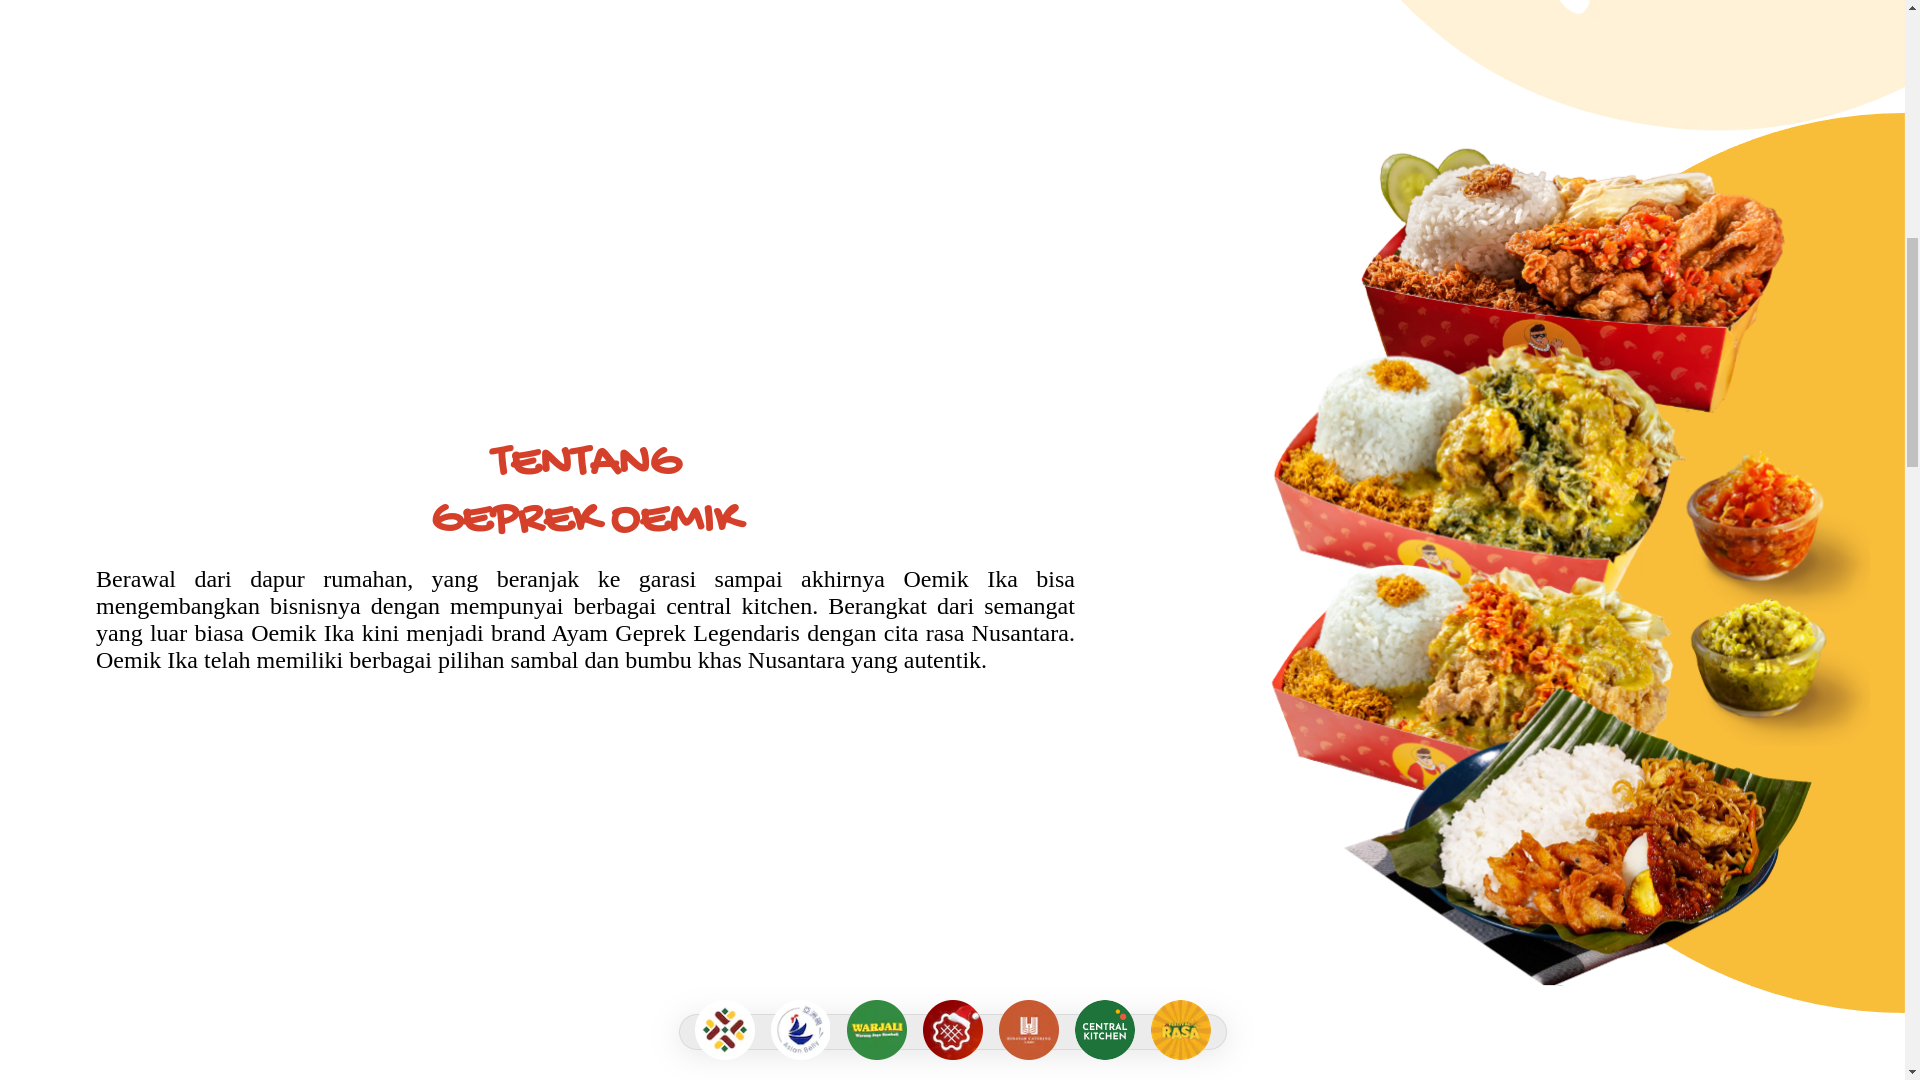 TENTANG
GEPREK OEMIK
Berawal dari dapur rumahan, yang beranjak ke garasi sampai akhirnya Oemik Ika bisa
mengembangkan bisnisnya dengan mempunyai berbagai central kitchen. Berangkat dari semangat
yang luar biasa Oemik Ika kini menjadi brand Ayam Geprek Legendaris dengan cita rasa Nusantara.
Oemik Ika telah memiliki berbagai pilihan sambal dan bumbu khas Nusantara yang autentik.
亞洲肚
Asian Belly
WARJALI
CENTRAL
KITCHEN
RASA